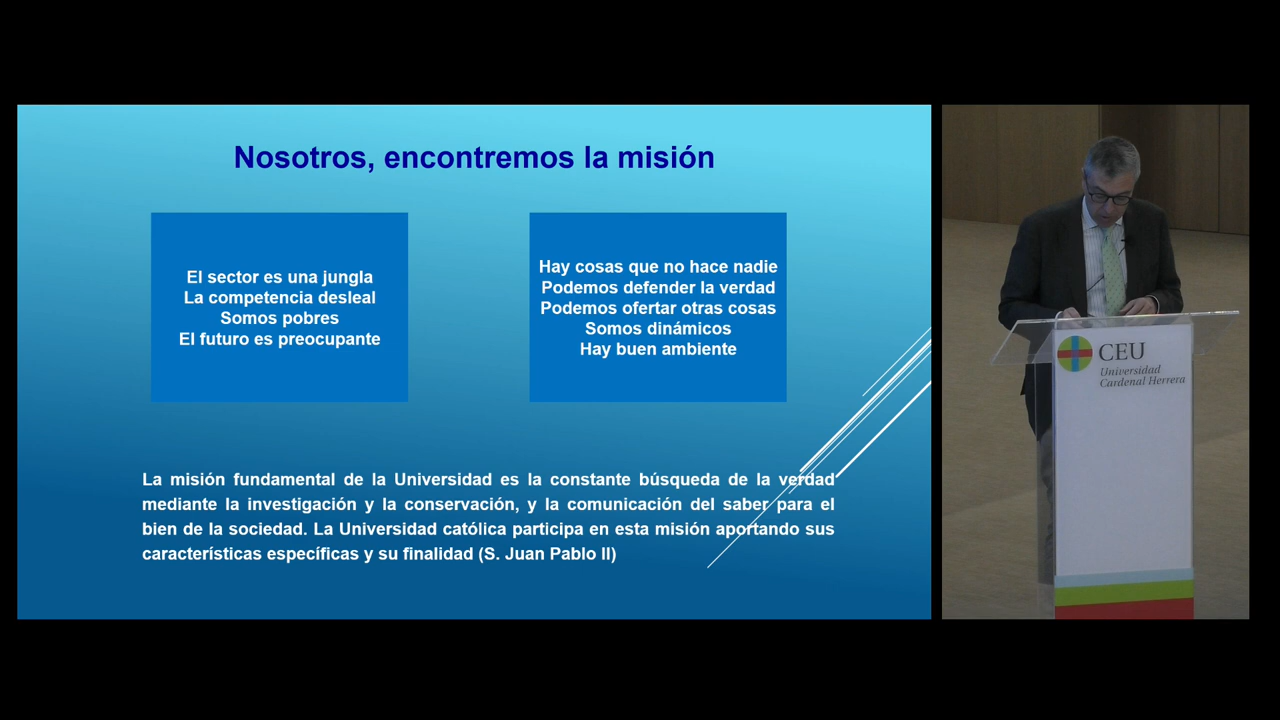 Nosotros, encontremos la misión
El sector es una jungla
La competencia desleal
Somos pobres
El futuro es preocupante
Hay cosas que no hace nadie
Podemos defender la verdad
Podemos ofertar otras cosas
Somos dinámicos
Hay buen ambiente
La misión fundamental de la Universidad es la constante búsqueda de la verdad
mediante la investigación y la conservación, y la comunicación del saber para el
bien de la sociedad. La Universidad católica participa en esta misión aportando sus
características específicas y su finalidad (S. Juan Pablo II)
CEU
Universidad
Cardenal Herrera